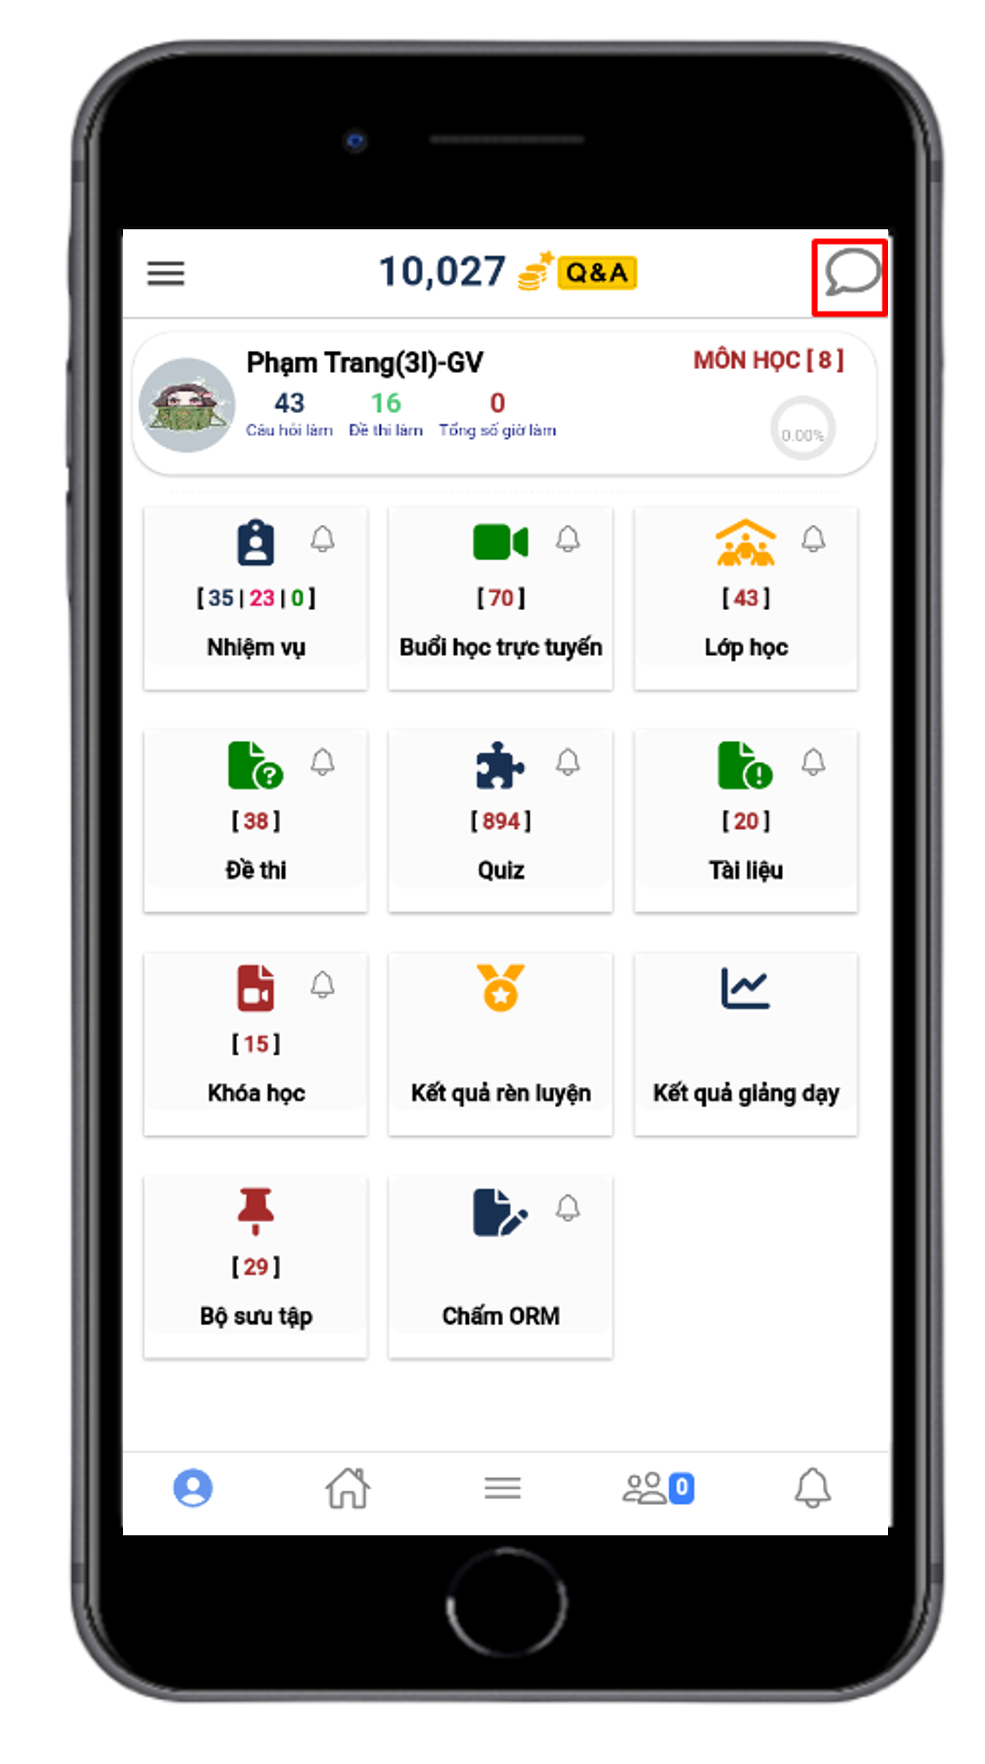 10,027 Q&A
Phạm Trang(3I)-GV
MÔN HỌC [ 8 ]
43 16 0
Câu hỏi làm Đề thi làm Tổng số giờ làm
0.00%
[ 35 | 23 | 0 ]
Nhiệm vụ
[ 70 ]
Buổi học trực tuyến
[ 43 ]
Lớp học
[ 38 ]
Đề thi
[ 894 ]
Quiz
[ 20 ]
Tài liệu
[ 15 ]
Khóa học
Kết quả rèn luyện
Kết quả giảng dạy
[ 29 ]
Bộ sưu tập
Chấm ORM
0